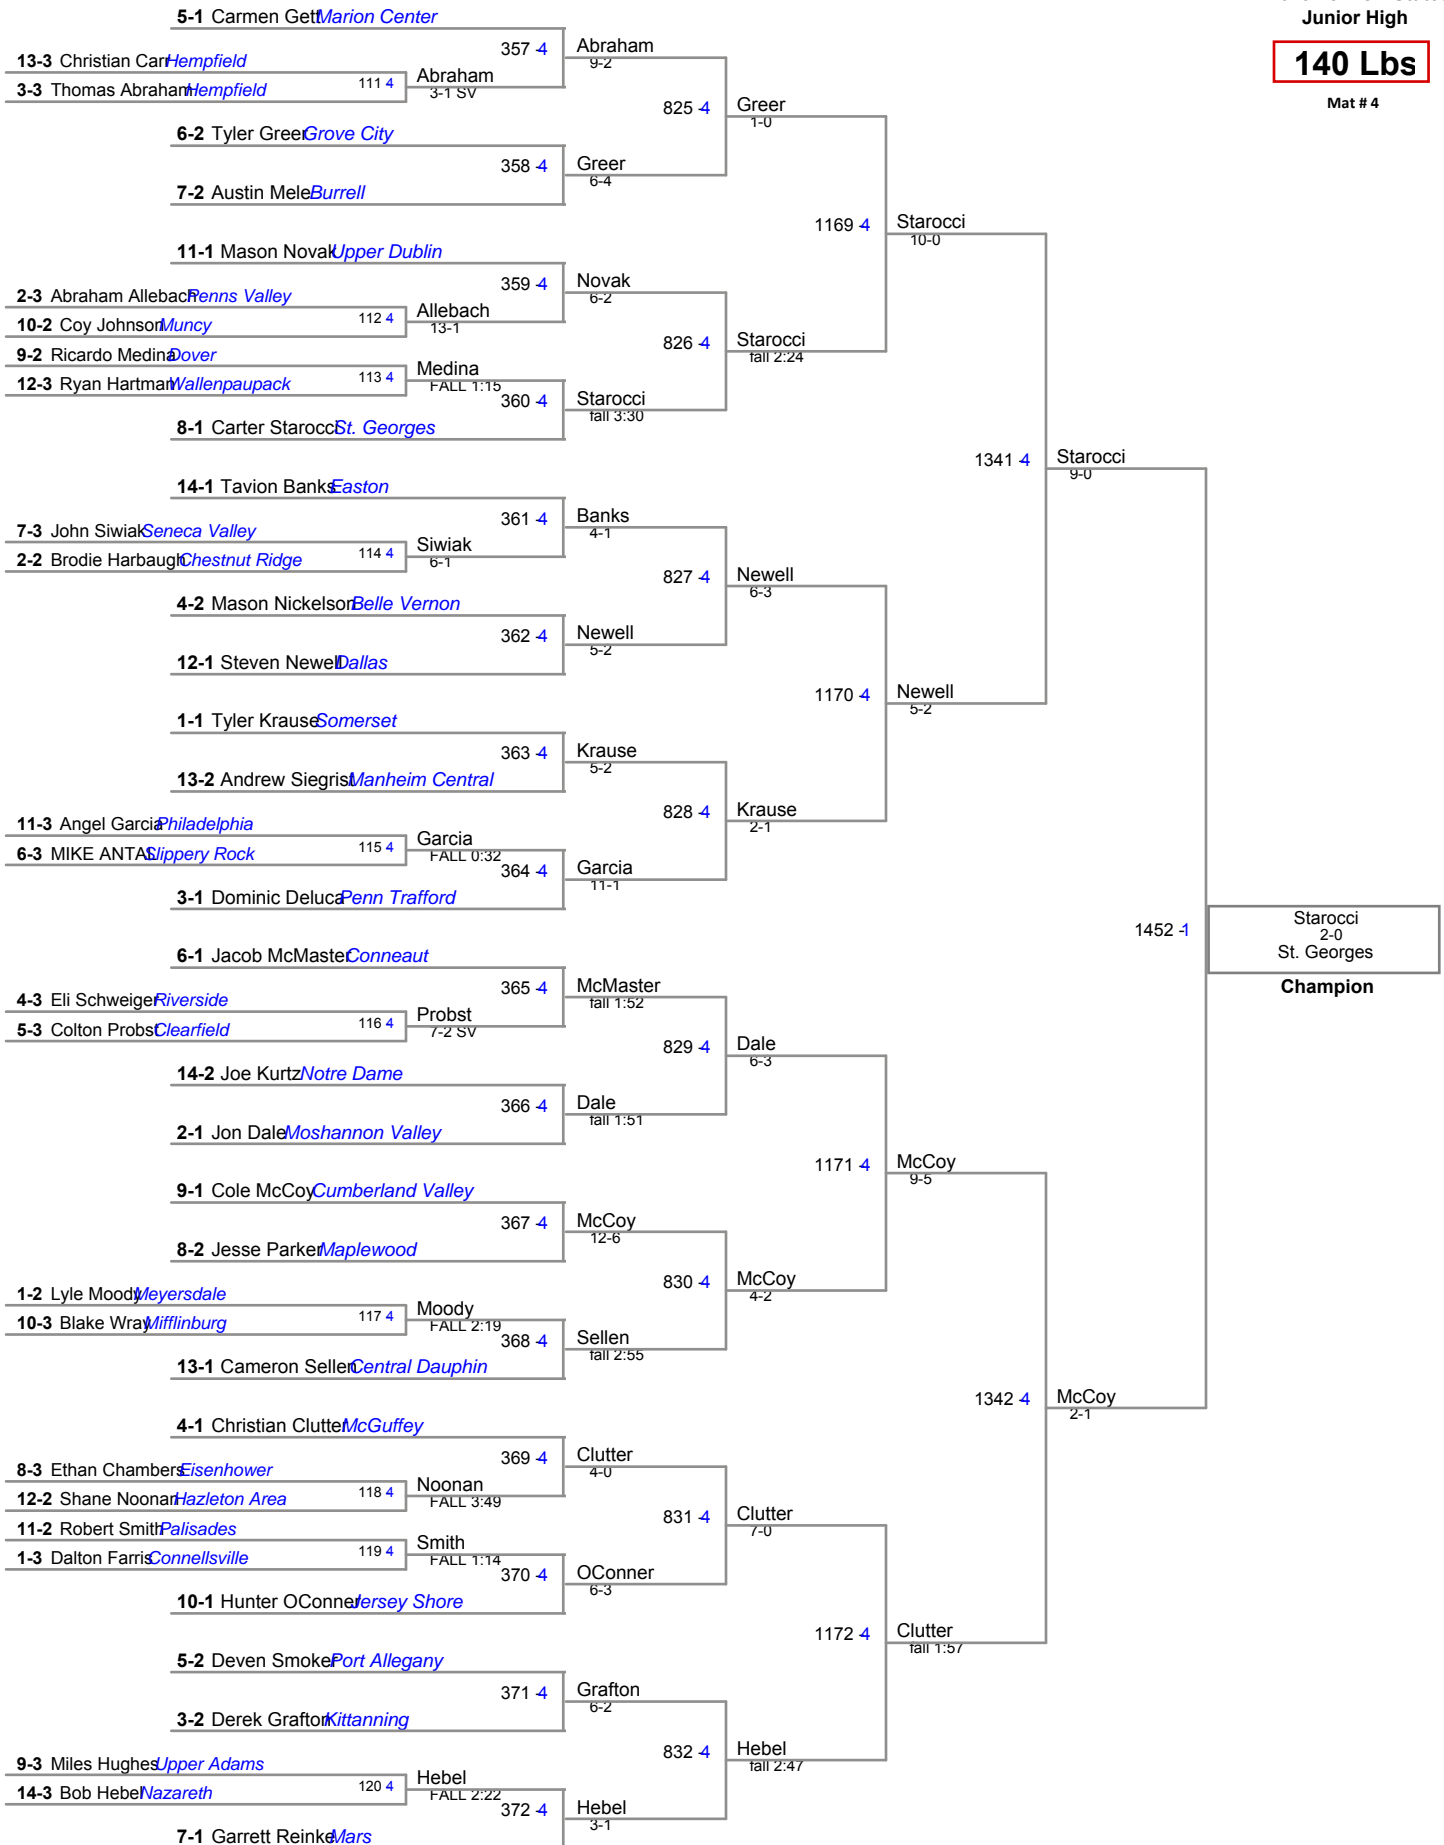 Junior High
140 Lbs
Mat # 4
5-1 Carmen Gett Marion Center
357 -4 Abraham
9-2
13-3 Christian Carr Hempfield
3-3 Thomas Abraham Hempfield
111 4 Abraham
3-1 SV
825 -4 Greer
1-0
6-2 Tyler Greer Grove City
358 -4 Greer
6-4
7-2 Austin Mele Burrell
1169 -4 Starocci
10-0
11-1 Mason Novak Upper Dublin
359 -4 Novak
6-2
2-3 Abraham Allebach Penns Valley
10-2 Coy Johnson Muncy
112 4 Allebach
13-1
826 -4 Starocci
fall 2:24
9-2 Ricardo Medina Dover
12-3 Ryan Hartman Wallenpaupack
113 4 Medina
FALL 1:15
360 -4 Starocci
fall 3:30
8-1 Carter Starocci St. Georges
1341 -4 Starocci
9-0
14-1 Tavion Banks Easton
361 -4 Banks
4-1
7-3 John Siwiak Seneca Valley
2-2 Brodie Harbaugh Chestnut Ridge
114 4 Siwiak
6-1
827 -4 Newell
6-3
4-2 Mason Nickelson Belle Vernon
362 -4 Newell
5-2
12-1 Steven Newell Dallas
1170 -4 Newell
5-2
1-1 Tyler Krause Somerset
363 -4 Krause
5-2
13-2 Andrew Siegrist Manheim Central
828 -4 Krause
2-1
11-3 Angel Garcia Philadelphia
6-3 MIKE ANTAL Slippery Rock
115 4 Garcia
FALL 0:32
364 -4 Garcia
11-1
3-1 Dominic Deluca Penn Trafford
1452 -1 Starocci
2-0
St. Georges
Champion
6-1 Jacob McMaster Conneaut
365 -4 McMaster
fall 1:52
4-3 Eli Schweiger Riverside
5-3 Colton Probst Clearfield
116 4 Probst
7-2 SV
829 -4 Dale
6-3
14-2 Joe Kurtz Notre Dame
366 -4 Dale
fall 1:51
2-1 Jon Dale Moshannon Valley
1171 -4 McCoy
9-5
9-1 Cole McCoy Cumberland Valley
367 -4 McCoy
12-6
8-2 Jesse Parker Maplewood
830 -4 McCoy
4-2
1-2 Lyle Moody Meyersdale
10-3 Blake Wray Mifflinburg
117 4 Moody
FALL 2:19
368 -4 Sellen
fall 2:55
13-1 Cameron Sellen Central Dauphin
1342 -4 McCoy
2-1
4-1 Christian Clutter McGuffey
369 -4 Clutter
4-0
8-3 Ethan Chambers Eisenhower
12-2 Shane Noonan Hazleton Area
118 4 Noonan
FALL 3:49
831 -4 Clutter
7-0
11-2 Robert Smith Palisades
1-3 Dalton Farris Connellsville
119 4 Smith
FALL 1:14
370 -4 OConner
6-3
10-1 Hunter OConner Jersey Shore
1172 -4 Clutter
fall 1:57
5-2 Deven Smoker Port Allegany
371 -4 Grafton
6-2
3-2 Derek Grafton Kittanning
832 -4 Hebel
fall 2:47
9-3 Miles Hughes Upper Adams
14-3 Bob Hebel Nazareth
120 4 Hebel
FALL 2:22
372 -4 Hebel
3-1
7-1 Garrett Reinke Mars